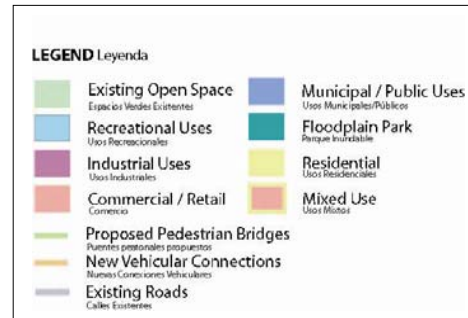 LEGEND Leyenda
Existing Open Space
Espacios Verdes Existentes
Recreational Uses
Usos Recreacionales
Industrial Uses
Usos Industriales
Commercial / Retail
Comercio
Municipal / Public Uses
Usos Municipales/Públicos
Floodplain Park
Parque Inundable
Residential
Usos Residenciales
Mixed Use
Usos Mixtos
Proposed Pedestrian Bridges
Puentes peatonales propuestos
New Vehicular Connections
Nuevas Conexiones Vehiculares
Existing Roads
Calles Existentes